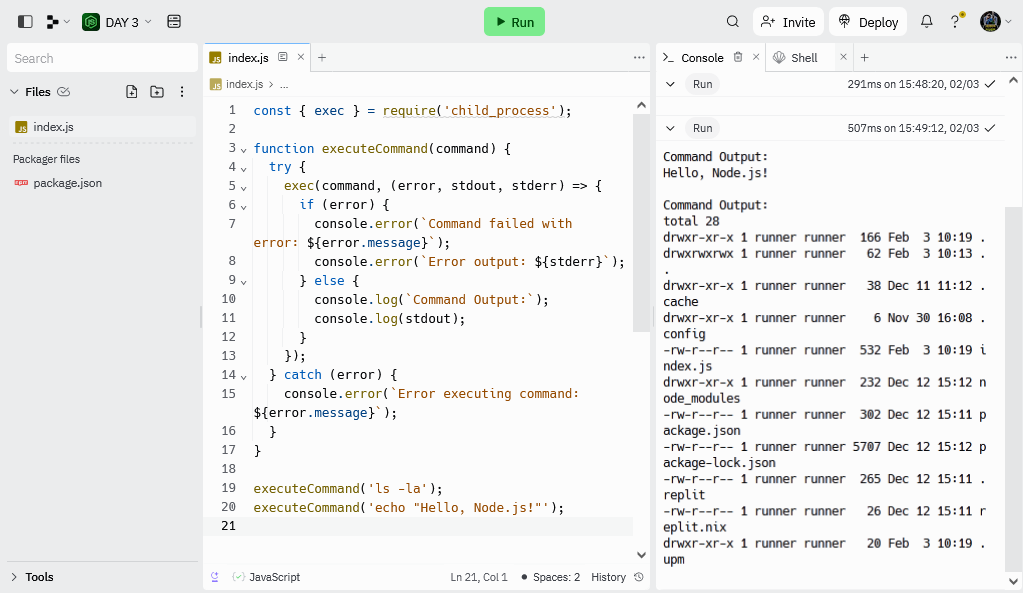 DAY 3
Run
Invite
Deploy
?
Search
Files
index.js
Packager files
package.json
Tools
index.js
index.js > ...
1 const { exec } = require('child_process');
2
3 function executeCommand(command) {
4 try {
5 exec(command, (error, stdout, stderr) => {
6 if (error) {
7 console.error(`Command failed with
error: ${error.message}`);
8 console.error(`Error output: ${stderr}`);
9 } else {
10 console.log(`Command Output:`);
11 console.log(stdout);
12 }
13 });
14 } catch (error) {
15 console.error(`Error executing command:
${error.message}`);
16 }
17 }
18
19 executeCommand('ls -la');
20 executeCommand('echo "Hello, Node.js!"');
21
JavaScript
Ln 21, Col 1
Spaces: 2
History
Console
Shell
Run
291ms on 15:48:20, 02/03
Run
507ms on 15:49:12, 02/03
Command Output:
Hello, Node.js!
Command Output:
total 28
drwxr-xr-x 1 runner runner 166 Feb 3 10:19 .
drwxrwxrwx 1 runner runner 62 Feb 3 10:13 .
.
drwxr-xr-x 1 runner runner 38 Dec 11 11:12 .
cache
drwxr-xr-x 1 runner runner 6 Nov 30 16:08 .
config
-rw-r--r-- 1 runner runner 532 Feb 3 10:19 i
ndex.js
drwxr-xr-x 1 runner runner 232 Dec 12 15:12 n
ode_modules
-rw-r--r-- 1 runner runner 302 Dec 12 15:11 p
ackage.json
-rw-r--r-- 1 runner runner 5707 Dec 12 15:12 p
ackage-lock.json
-rw-r--r-- 1 runner runner 265 Dec 12 15:11 .
replit
-rw-r--r-- 1 runner runner 26 Dec 12 15:11 r
eplit.nix
drwxr-xr-x 1 runner runner 20 Feb 3 10:19 .
upm